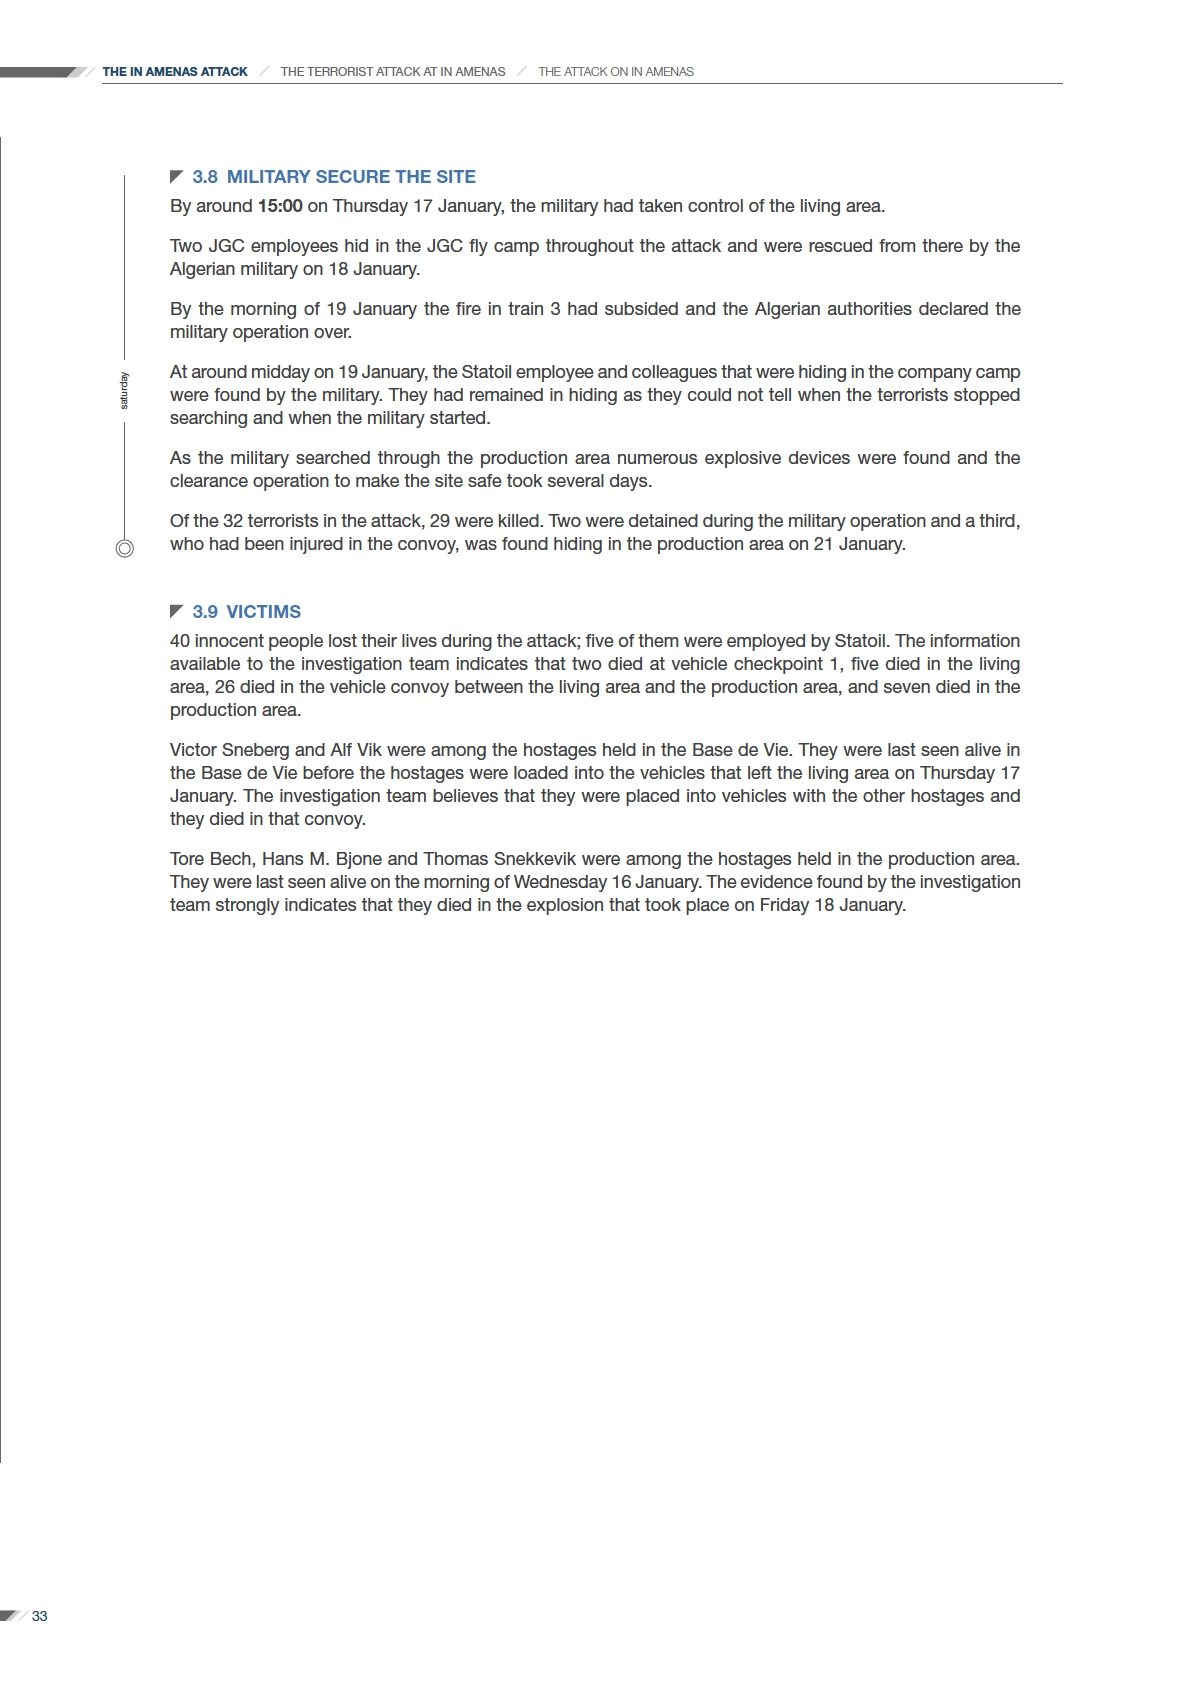 THE IN AMENAS ATTACK / THE TERRORIST ATTACK AT IN AMENAS / THE ATTACK ON IN AMENAS
3.8 MILITARY SECURE THE SITE
By around 15:00 on Thursday 17 January, the military had taken control of the living area.
Two JGC employees hid in the JGC fly camp throughout the attack and were rescued from there by the
Algerian military on 18 January.
By the morning of 19 January the fire in train 3 had subsided and the Algerian authorities declared the
military operation over.
At around midday on 19 January, the Statoil employee and colleagues that were hiding in the company camp
were found by the military. They had remained in hiding as they could not tell when the terrorists stopped
searching and when the military started.
saturday
As the military searched through the production area numerous explosive devices were found and the
clearance operation to make the site safe took several days.
Of the 32 terrorists in the attack, 29 were killed. Two were detained during the military operation and a third,
who had been injured in the convoy, was found hiding in the production area on 21 January.
3.9 VICTIMS
40 innocent people lost their lives during the attack; five of them were employed by Statoil. The information
available to the investigation team indicates that two died at vehicle checkpoint 1, five died in the living
area, 26 died in the vehicle convoy between the living area and the production area, and seven died in the
production area.
Victor Sneberg and Alf Vik were among the hostages held in the Base de Vie. They were last seen alive in
the Base de Vie before the hostages were loaded into the vehicles that left the living area on Thursday 17
January. The investigation team believes that they were placed into vehicles with the other hostages and
they died in that convoy.
Tore Bech, Hans M. Bjone and Thomas Snekkevik were among the hostages held in the production area.
They were last seen alive on the morning of Wednesday 16 January. The evidence found by the investigation
team strongly indicates that they died in the explosion that took place on Friday 18 January.
33